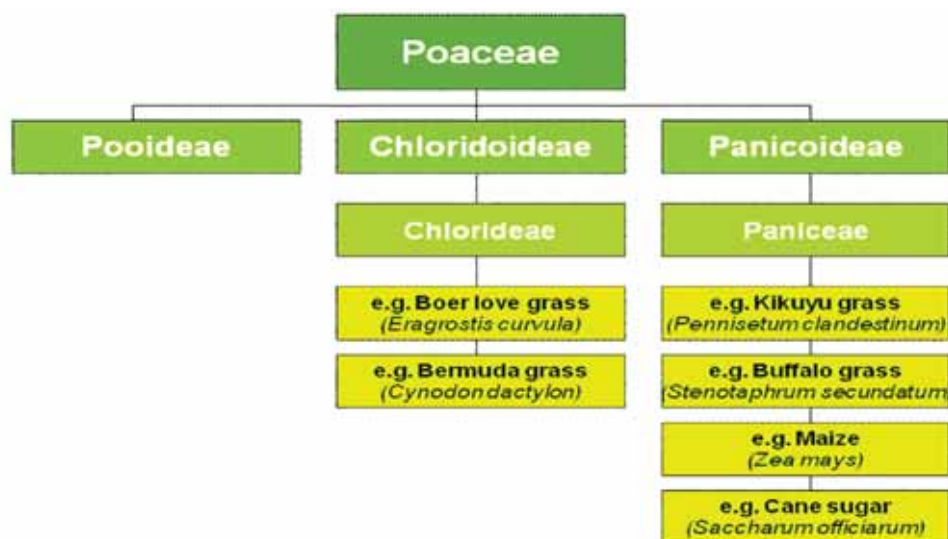 Poaceae
Pooideae
Chloridoideae
Panicoideae
Chlorideae
Paniceae
e.g. Boer love grass
(Eragrostis curvula)
e.g. Bermuda grass
(Cynodon dactylon)
e.g. Kikuyu grass
(Pennisetum clandestinum)
e.g. Buffalo grass
(Stenotaphrum secundatum)
e.g. Maize
(Zea mays)
e.g. Cane sugar
(Saccharum officiarum)